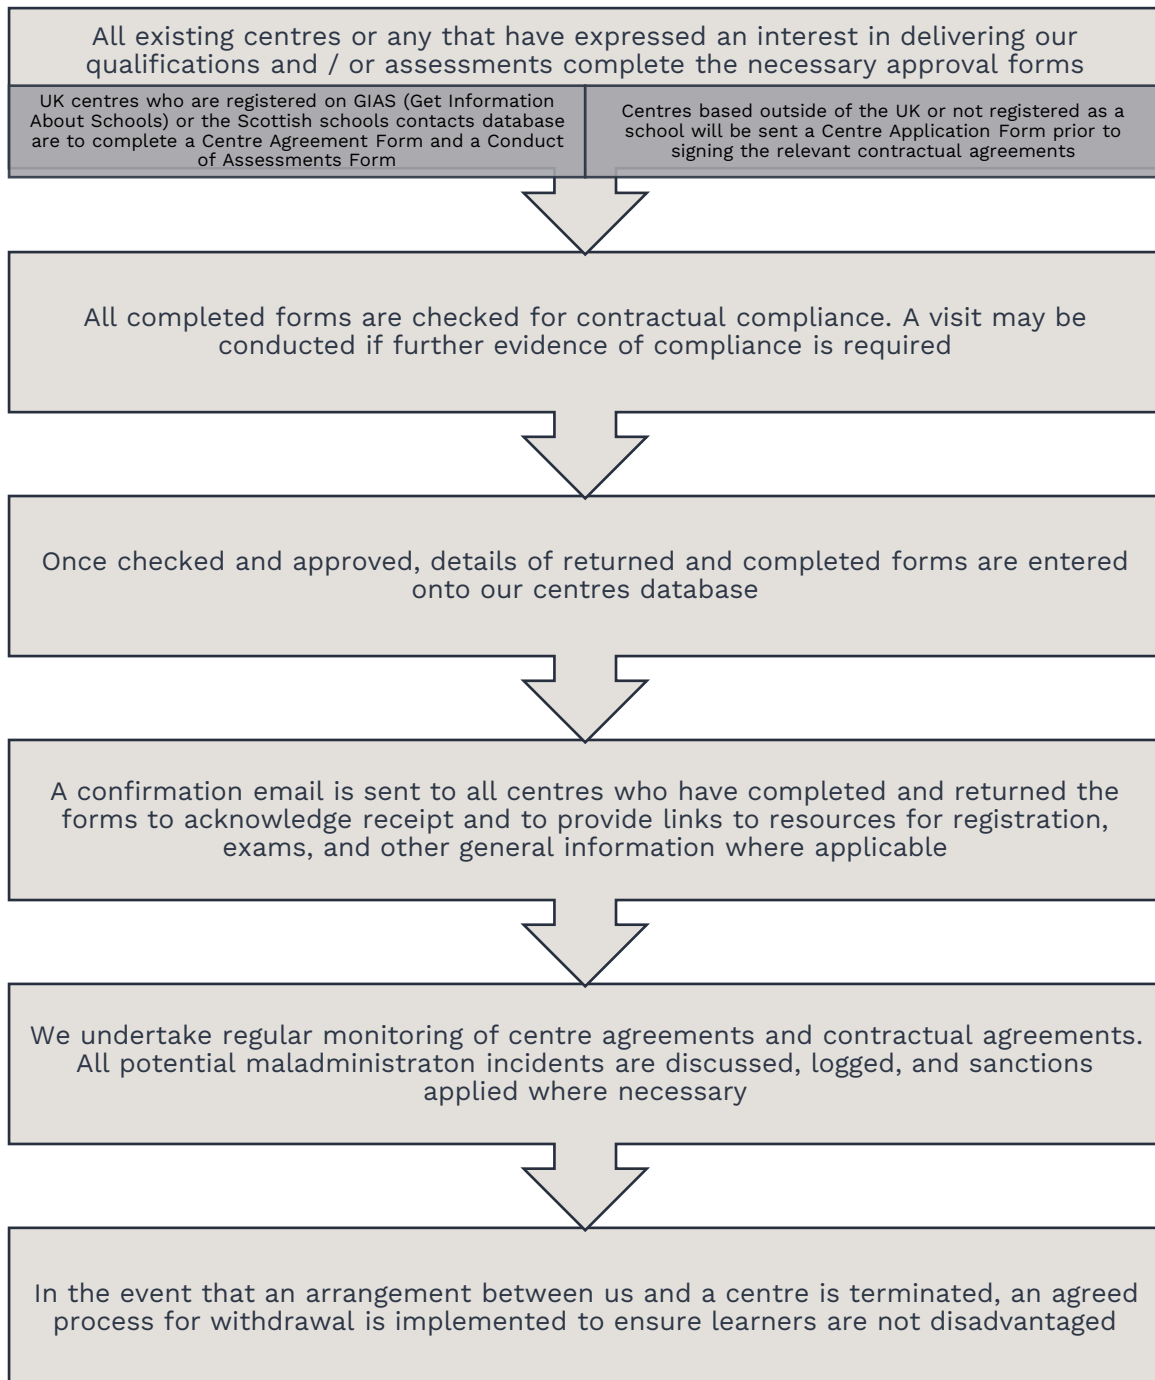 All existing centres or any that have expressed an interest in delivering our
qualifications and / or assessments complete the necessary approval forms
UK centres who are registered on GIAS (Get Information
About Schools) or the Scottish schools contacts database
are to complete a Centre Agreement Form and a Conduct
of Assessments Form
Centres based outside of the UK or not registered as a
school will be sent a Centre Application Form prior to
signing the relevant contractual agreements
All completed forms are checked for contractual compliance. A visit may be
conducted if further evidence of compliance is required
Once checked and approved, details of returned and completed forms are entered
onto our centres database
A confirmation email is sent to all centres who have completed and returned the
forms to acknowledge receipt and to provide links to resources for registration,
exams, and other general information where applicable
We undertake regular monitoring of centre agreements and contractual agreements.
All potential maladministraton incidents are discussed, logged, and sanctions
applied where necessary
In the event that an arrangement between us and a centre is terminated, an agreed
process for withdrawal is implemented to ensure learners are not disadvantaged